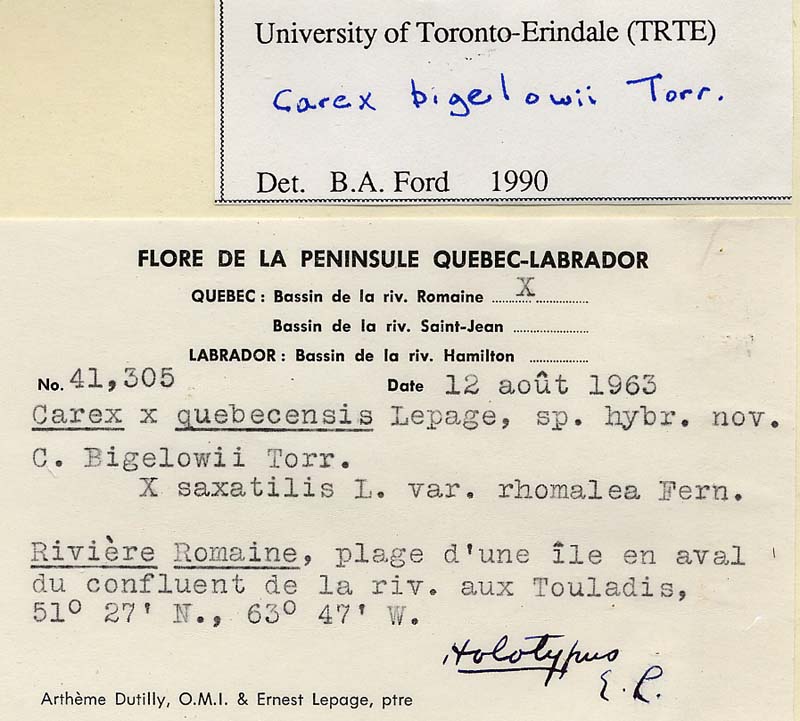 University of Toronto-Erindale (TRTE)
Carex bigelowii Torr.
Det. B.A. Ford 1990
FLORE DE LA PENINSULE QUEBEC-LABRADOR
QUEBEC : Bassin de la riv. Romaine ........X............
Bassin de la riv. Saint-Jean ....................
LABRADOR : Bassin de la riv. Hamilton ................
No. 41,305 Date 12 août 1963
Carex x quebecensis Lepage, sp. hybr. nov.
C. Bigelowii Torr.
X saxatilis L. var. rhomalea Fern.
Rivière Romaine, plage d'une île en aval
du confluent de la riv. aux Touladis,
51° 27' N., 63° 47' W.
Holotypus
Arthème Dutilly, O.M.I. & Ernest Lepage, ptre